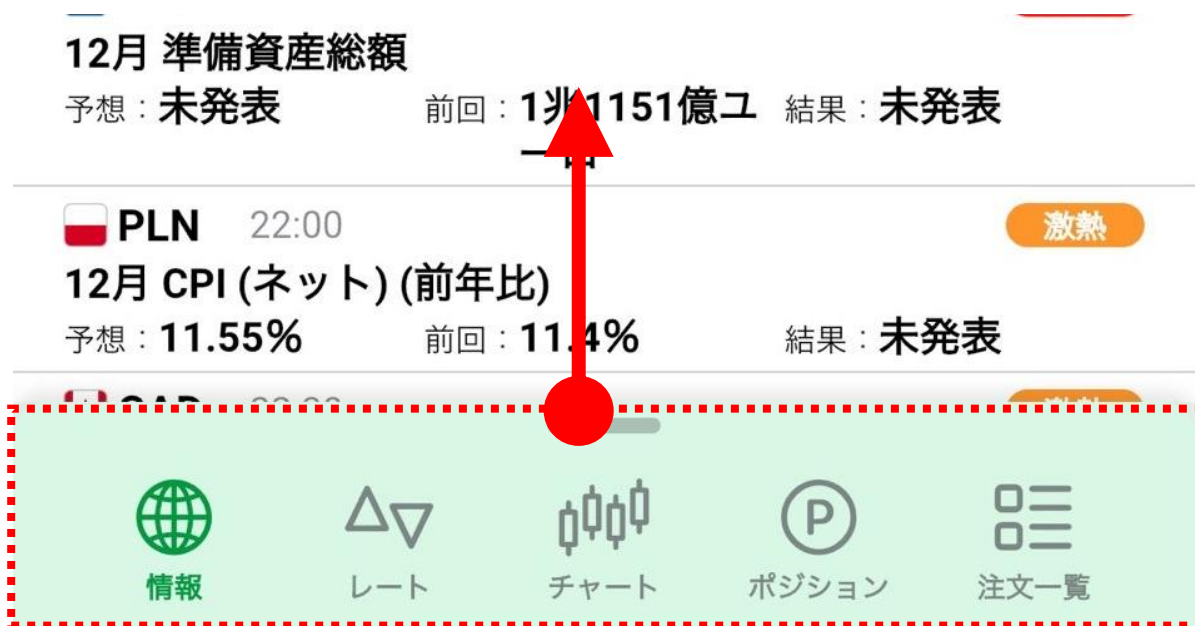 12月 準備資産総額
予想：未発表 前回：1兆1151億ユ 結果：未発表
PLN 22:00 激熱
12月 CPI (ネット) (前年比)
予想：11.55% 前回：11.4% 結果：未発表
P
情報 レート チャート ポジション 注文一覧